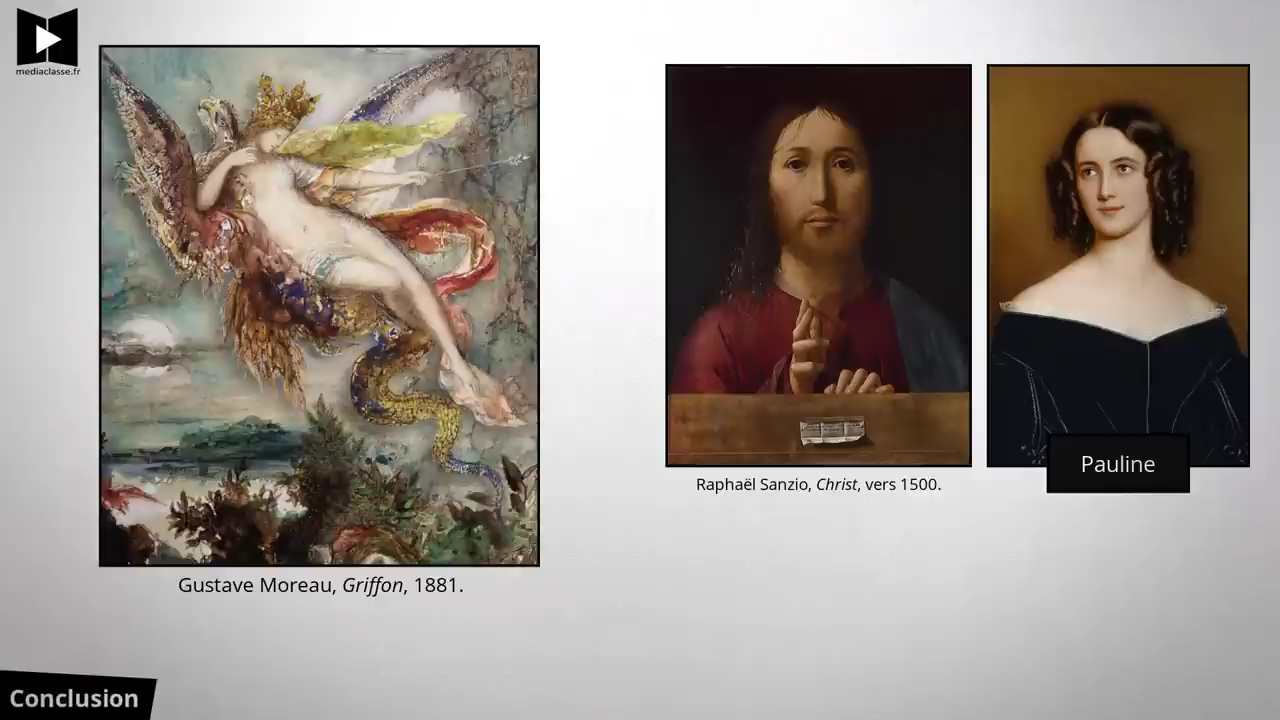 mediaclasse.fr
Gustave Moreau, Griffon, 1881.
Raphaël Sanzio, Christ, vers 1500.
Pauline
Conclusion